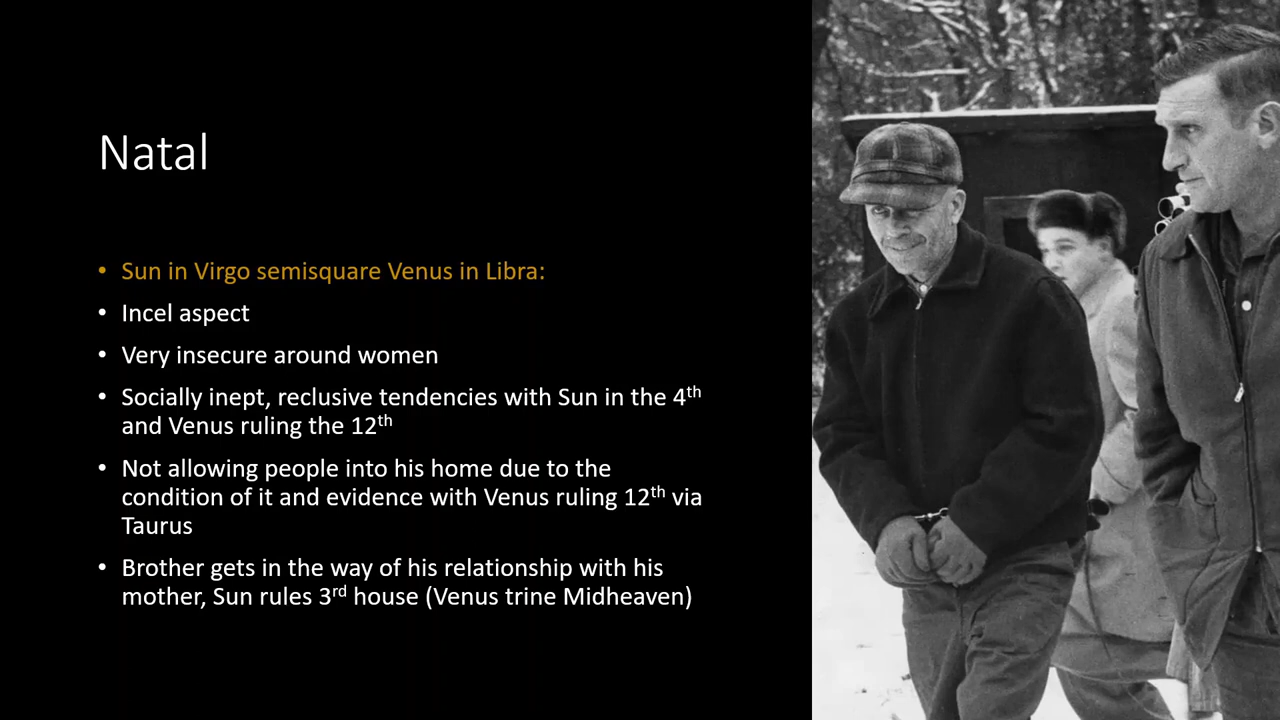 Natal
• Sun in Virgo semisquare Venus in Libra:
• Incel aspect
• Very insecure around women
• Socially inept, reclusive tendencies with Sun in the 4th
and Venus ruling the 12th
• Not allowing people into his home due to the
condition of it and evidence with Venus ruling 12th via
Taurus
• Brother gets in the way of his relationship with his
mother, Sun rules 3rd house (Venus trine Midheaven)